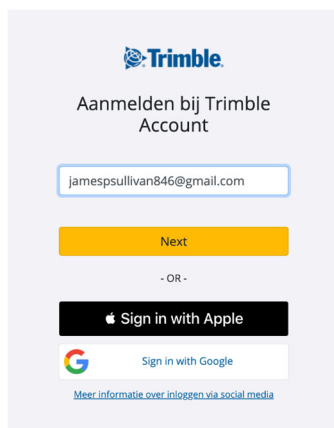 Trimble.
Aanmelden bij Trimble
Account
jamespsullivan846@gmail.com
Next
- OR -
Sign in with Apple
Sign in with Google
Meer informatie over inloggen via social media